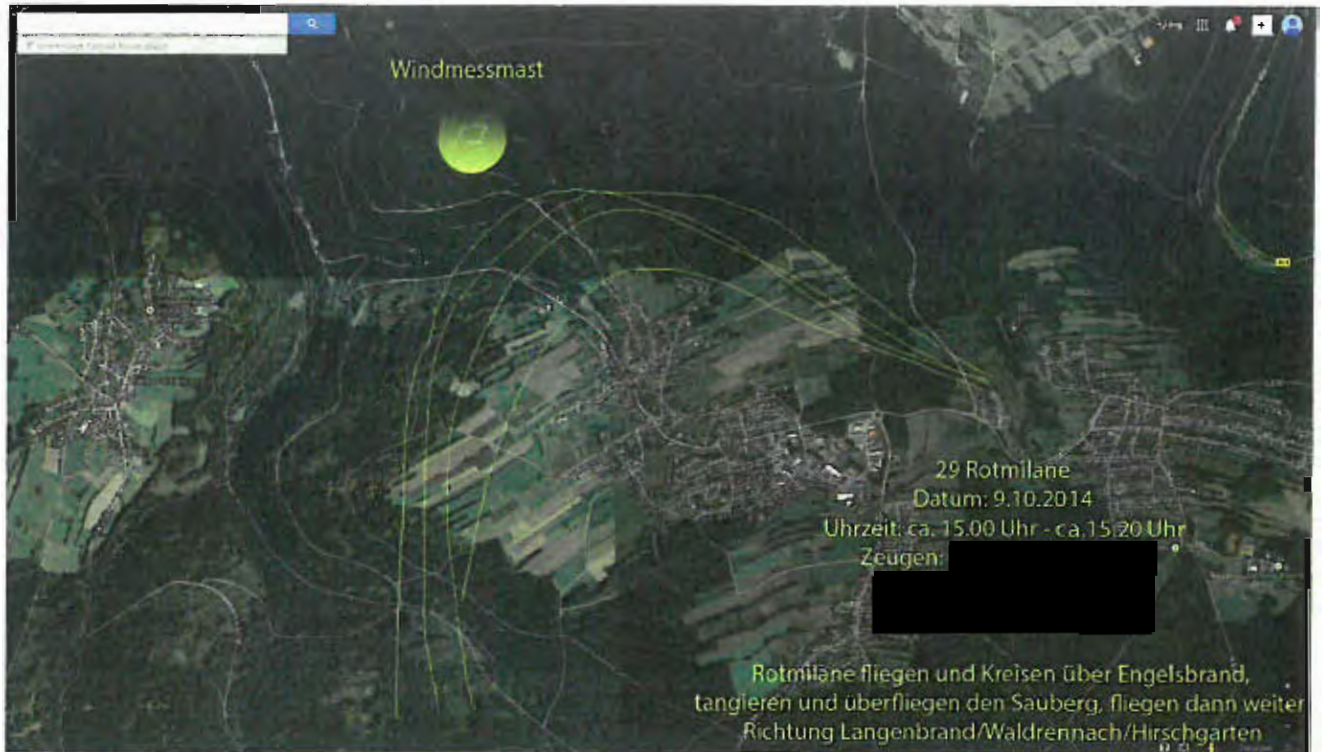 Windmessmast
29 Rotmilane
Datum: 9.10.2014
Uhrzeit: ca. 15.00 Uhr - ca. 15.20 Uhr
Zeugen:
Rotmilane fliegen und Kreisen über Engelsbrand,
tangieren und überfliegen den Sauberg, fliegen dann weiter
Richtung Langenbrand/Waldrennach/Hirschgarten